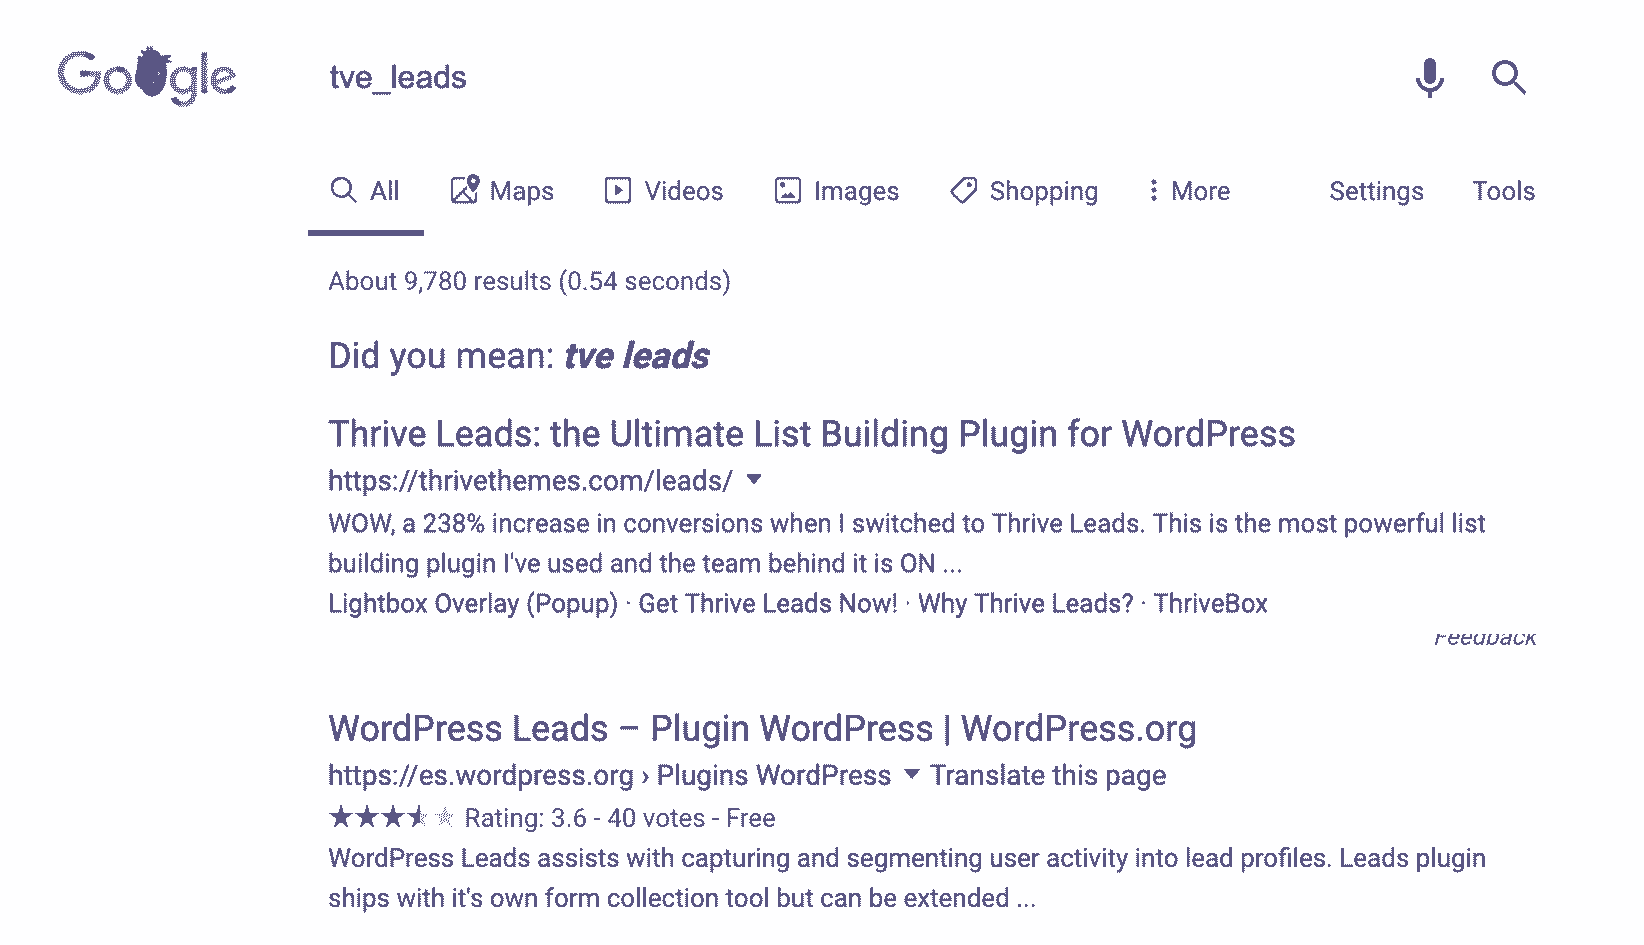 Google
tve_leads
All Maps Videos Images Shopping More Settings Tools
About 9,780 results (0.54 seconds)
Did you mean: tve leads
Thrive Leads: the Ultimate List Building Plugin for WordPress
https://thrivethemes.com/leads/
WOW, a 238% increase in conversions when I switched to Thrive Leads. This is the most powerful list
building plugin I've used and the team behind it is ON ...
Lightbox Overlay (Popup) · Get Thrive Leads Now! · Why Thrive Leads? · ThriveBox
Feedback
WordPress Leads – Plugin WordPress | WordPress.org
https://es.wordpress.org › Plugins WordPress Translate this page
Rating: 3.6 - 40 votes - Free
WordPress Leads assists with capturing and segmenting user activity into lead profiles. Leads plugin
ships with it's own form collection tool but can be extended ...